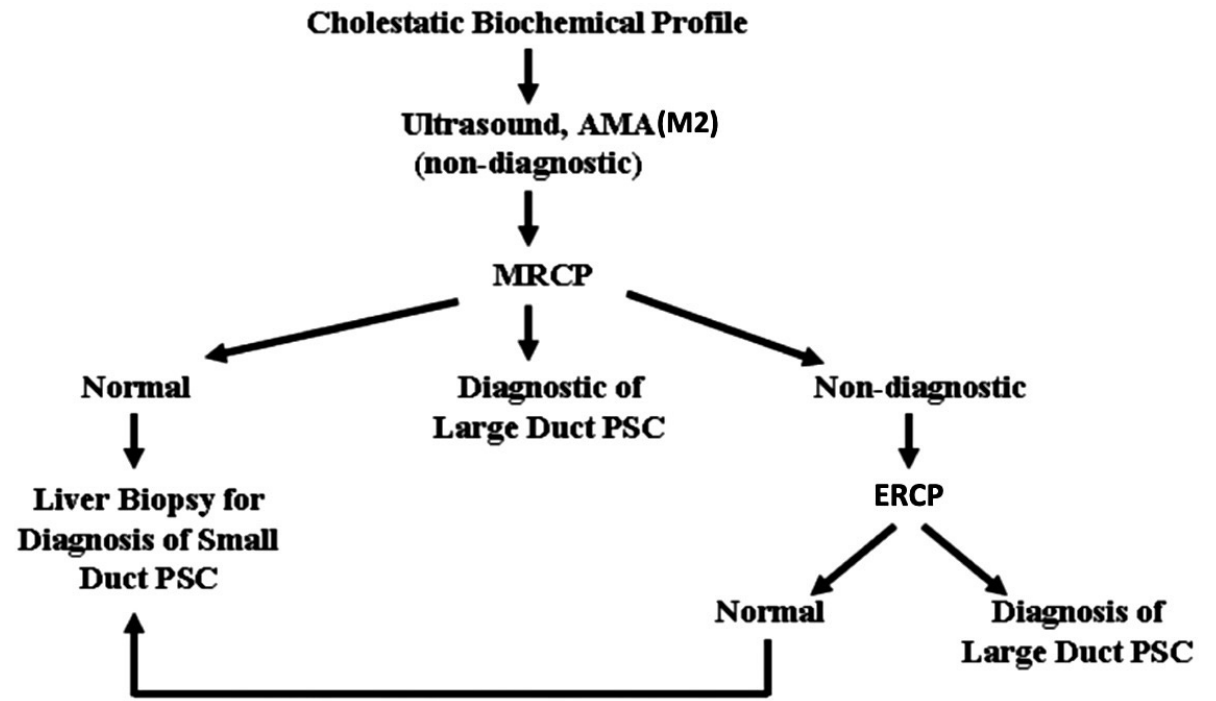 Cholestatic Biochemical Profile
Ultrasound, AMA(M2)
(non-diagnostic)
MRCP
Normal
Diagnostic of
Large Duct PSC
Non-diagnostic
Liver Biopsy for
Diagnosis of Small
Duct PSC
ERCP
Normal
Diagnosis of
Large Duct PSC